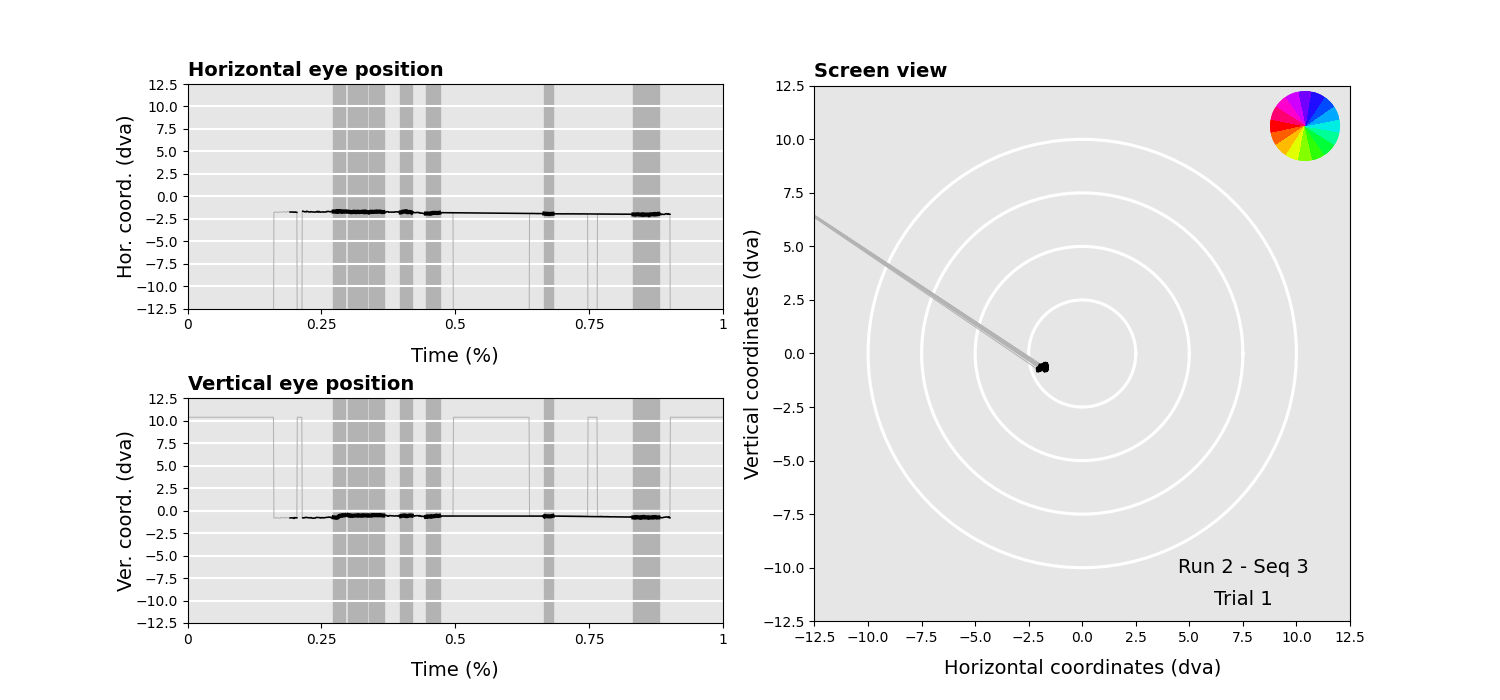 Horizontal eye position
Hor. coord. (dva)
12.5
10.0
7.5
5.0
2.5
0.0
−2.5
−5.0
−7.5
−10.0
−12.5
0 0.25 0.5 0.75 1
Time (%)
Vertical eye position
Ver. coord. (dva)
12.5
10.0
7.5
5.0
2.5
0.0
−2.5
−5.0
−7.5
−10.0
−12.5
0 0.25 0.5 0.75 1
Time (%)
Screen view
Vertical coordinates (dva)
12.5
10.0
7.5
5.0
2.5
0.0
−2.5
−5.0
−7.5
−10.0
−12.5
Run 2 - Seq 3
Trial 1
−12.5 −10.0 −7.5 −5.0 −2.5 0.0 2.5 5.0 7.5 10.0 12.5
Horizontal coordinates (dva)